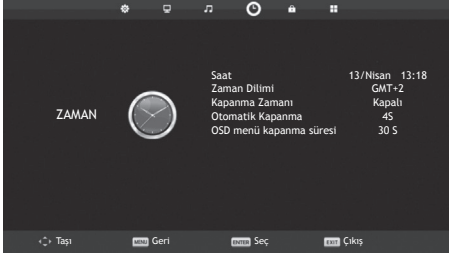 Saat 13/Nisan 13:18
Zaman Dilimi GMT+2
Kapanma Zamanı Kapalı
ZAMAN
Otomatik Kapanma 4S
OSD menü kapanma süresi 30 S
Taşı MENU Geri ENTER Seç EXIT Çıkış